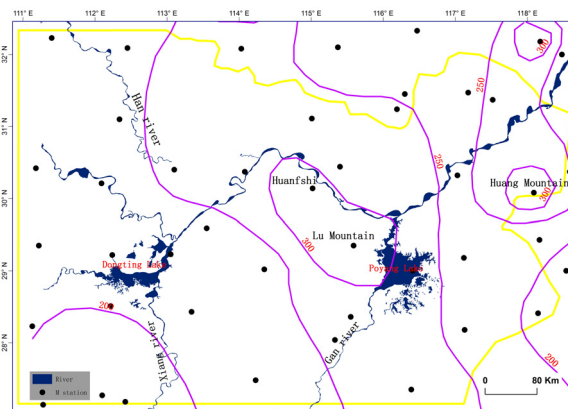 111° E 112° E 113° E 114° E 115° E 116° E 117° E 118° E
32° N
31° N
30° N
29° N
28° N
300
250
Han river
250
Huanfshi
Huang Mountain
300
Lu Mountain
300
Dongting Lake
Poyang Lake
200
Xiang river
Gan river
200
River
M station
0 80 Km